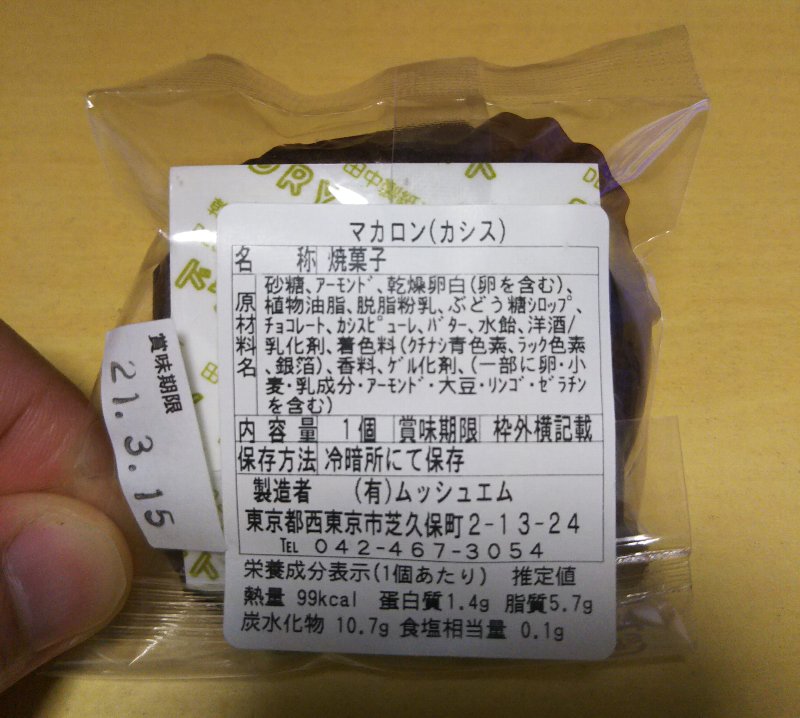 DRY
田中製紙
マカロン(カシス)
名　称 焼菓子
原材料名
砂糖、アーモンド、乾燥卵白(卵を含む)、
植物油脂、脱脂粉乳、ぶどう糖シロップ、
チョコレート、カシスピューレ、バター、水飴、洋酒/
乳化剤、着色料(クチナシ青色素、ラック色素
、銀箔)、香料、ゲル化剤、(一部に卵・小
麦・乳成分・アーモンド・大豆・リンゴ・ゼラチン
を含む)
内容量 1個 賞味期限 枠外横記載
保存方法 冷暗所にて保存
製造者　(有)ムッシュエム
東京都西東京市芝久保町2-13-24
TEL 042-467-3054
栄養成分表示(1個あたり)　推定値
熱量 99kcal 蛋白質1.4g 脂質5.7g
炭水化物 10.7g 食塩相当量 0.1g
賞味期限
21.3.15